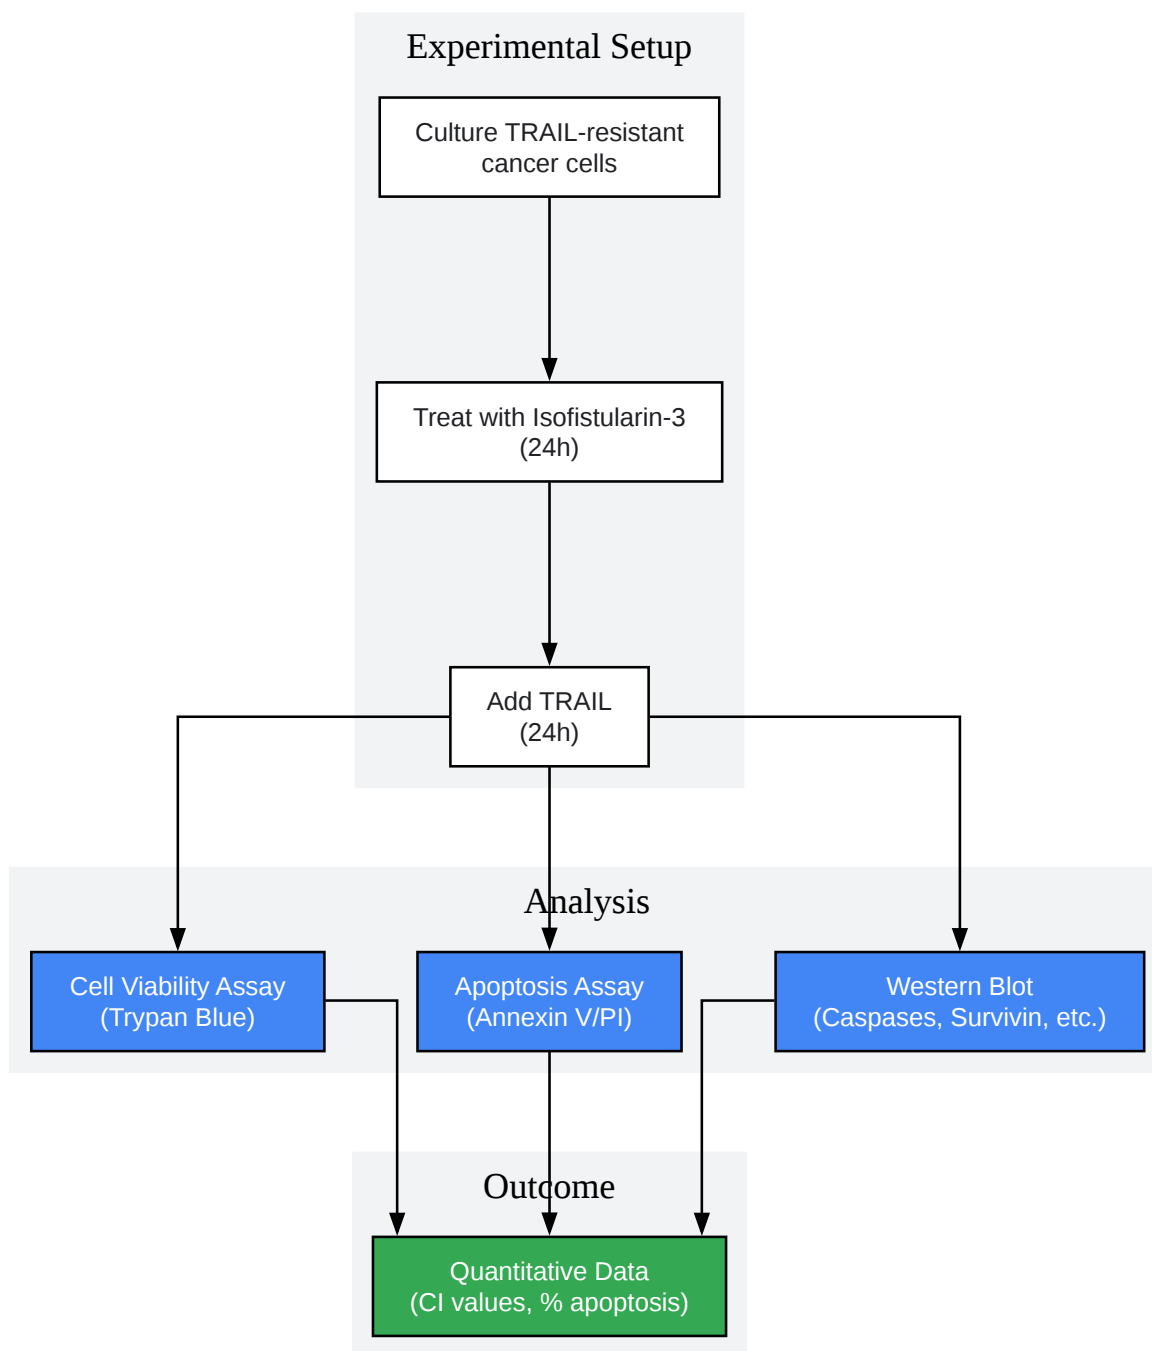 Experimental Setup
Culture TRAIL-resistant
cancer cells
Treat with Isofistularin-3
(24h)
Add TRAIL
(24h)
Analysis
Cell Viability Assay
(Trypan Blue)
Apoptosis Assay
(Annexin V/PI)
Western Blot
(Caspases, Survivin, etc.)
Outcome
Quantitative Data
(CI values, % apoptosis)